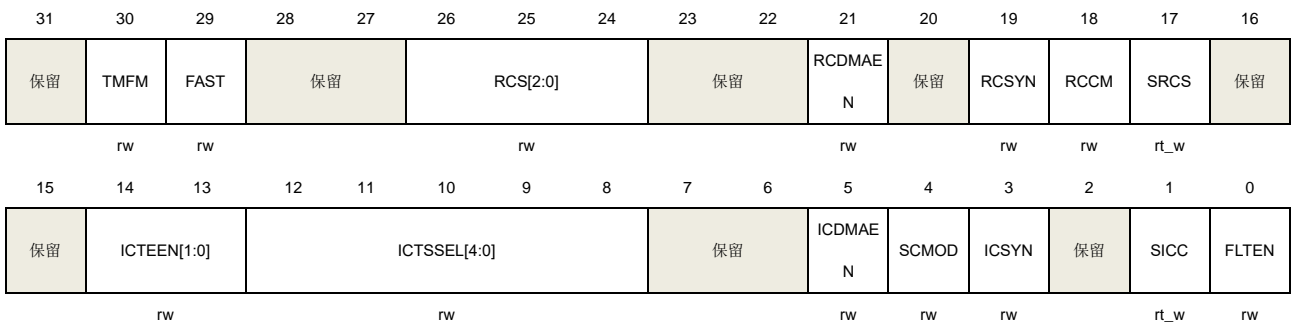 31 30 29 28 27 26 25 24 23 22 21 20 19 18 17 16
保留 TMFM FAST 保留 RCS[2:0] 保留 RCDMAE
N 保留 RCSYN RCCM SRCS 保留
rw rw rw rw rw rw rt_w
15 14 13 12 11 10 9 8 7 6 5 4 3 2 1 0
保留 ICTEEN[1:0] ICTSSEL[4:0] 保留 ICDMAE
N SCMOD ICSYN 保留 SICC FLTEN
rw rw rw rw rw rt_w rw